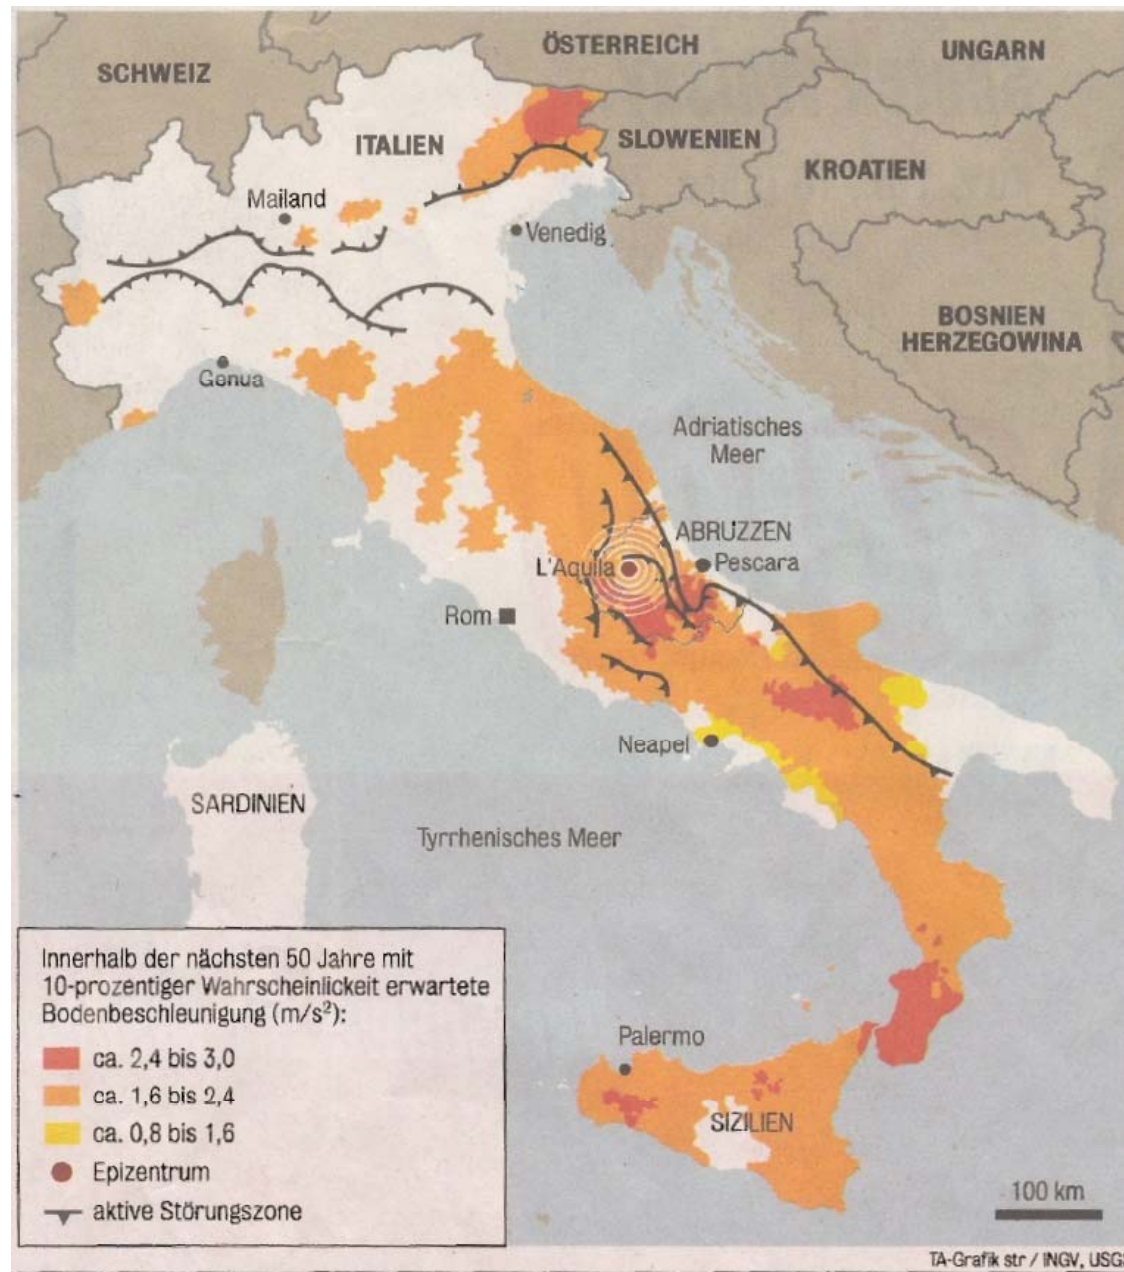 SCHWEIZ
ÖSTERREICH
UNGARN
ITALIEN
SLOWENIEN
KROATIEN
Mailand
Venedig
BOSNIEN
HERZEGOWINA
Genua
Adriatisches
Meer
ABRUZZEN
L'Aquila
Pescara
Rom
Neapel
SARDINIEN
Tyrrhenisches Meer
Innerhalb der nächsten 50 Jahre mit
10-prozentiger Wahrscheinlickeit erwartete
Bodenbeschleunigung (m/s²):
ca. 2,4 bis 3,0
ca. 1,6 bis 2,4
ca. 0,8 bis 1,6
Epizentrum
aktive Störungszone
Palermo
SIZILIEN
100 km
TA-Grafik str / INGV, USGS